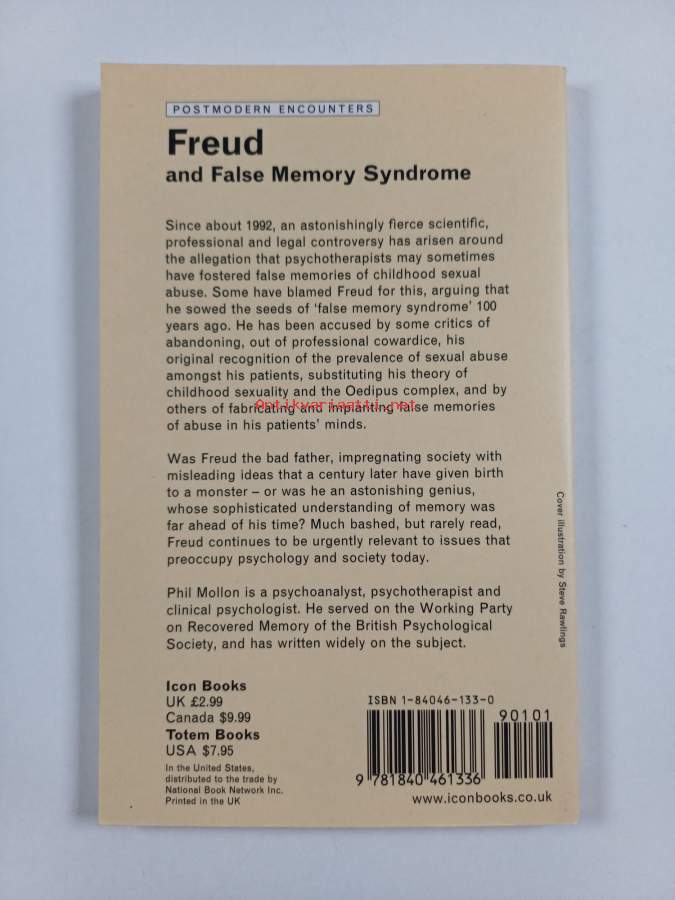 POSTMODERN ENCOUNTERS
Freud
and False Memory Syndrome
Since about 1992, an astonishingly fierce scientific,
professional and legal controversy has arisen around
the allegation that psychotherapists may sometimes
have fostered false memories of childhood sexual
abuse. Some have blamed Freud for this, arguing that
he sowed the seeds of ‘false memory syndrome’ 100
years ago. He has been accused by some critics of
abandoning, out of professional cowardice, his
original recognition of the prevalence of sexual abuse
amongst his patients, substituting his theory of
childhood sexuality and the Oedipus complex, and by
others of fabricating and implanting false memories
Antikvariaatti.net
of abuse in his patients’ minds.
Was Freud the bad father, impregnating society with
misleading ideas that a century later have given birth
to a monster – or was he an astonishing genius,
whose sophisticated understanding of memory was
far ahead of his time? Much bashed, but rarely read,
Freud continues to be urgently relevant to issues that
preoccupy psychology and society today.
Phil Mollon is a psychoanalyst, psychotherapist and
clinical psychologist. He served on the Working Party
on Recovered Memory of the British Psychological
Society, and has written widely on the subject.
Cover illustration by Steve Rawlings
Icon Books
UK £2.99
Canada $9.99
Totem Books
USA $7.95
In the United States,
distributed to the trade by
National Book Network Inc.
Printed in the UK
ISBN 1-84046-133-0
90101
9 781840 461336
www.iconbooks.co.uk